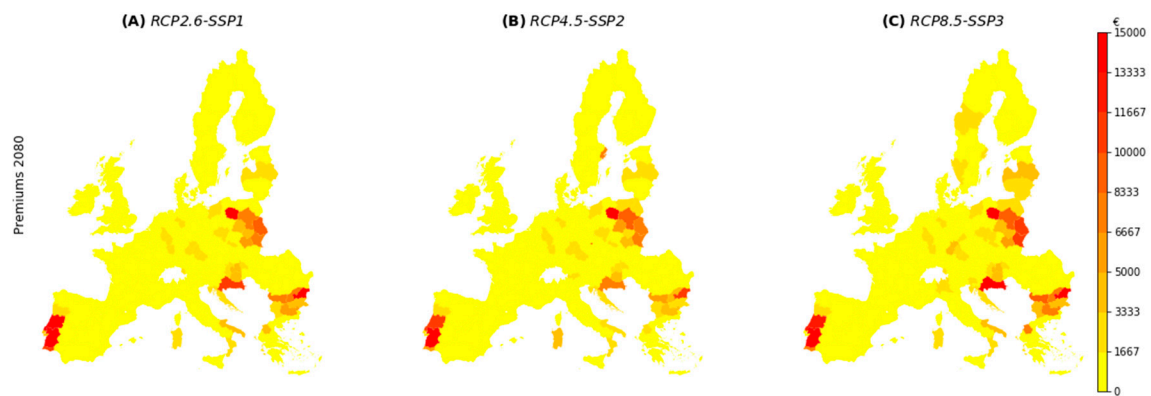 (A) RCP2.6-SSP1
(B) RCP4.5-SSP2
(C) RCP8.5-SSP3
€
15000
13333
11667
10000
8333
6667
5000
3333
1667
0
Premiums 2080